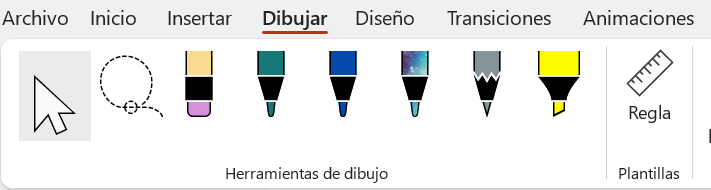 Archivo Inicio Insertar Dibujar Diseño Transiciones Animaciones
Regla
Herramientas de dibujo Plantillas